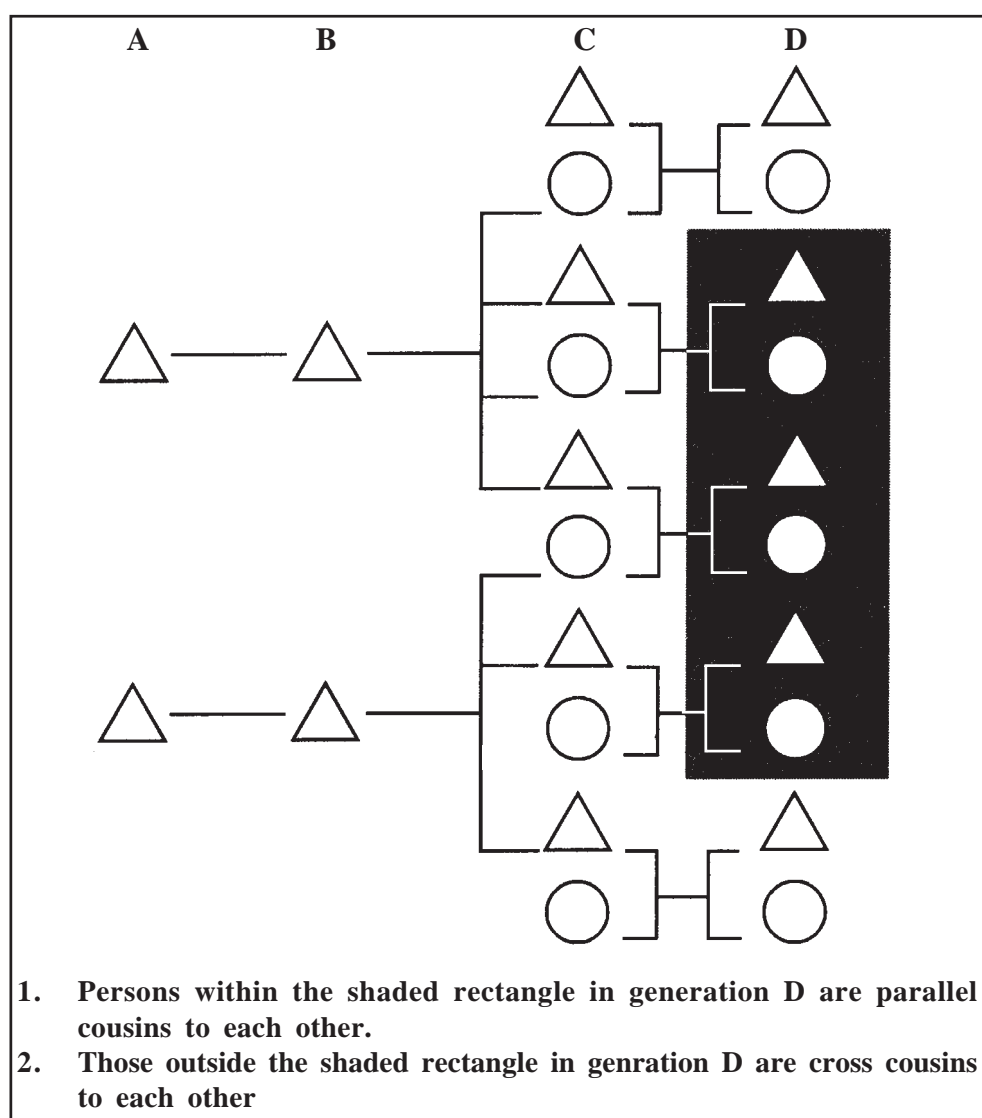 A B C D
1. Persons within the shaded rectangle in generation D are parallel
cousins to each other.
2. Those outside the shaded rectangle in genration D are cross cousins
to each other